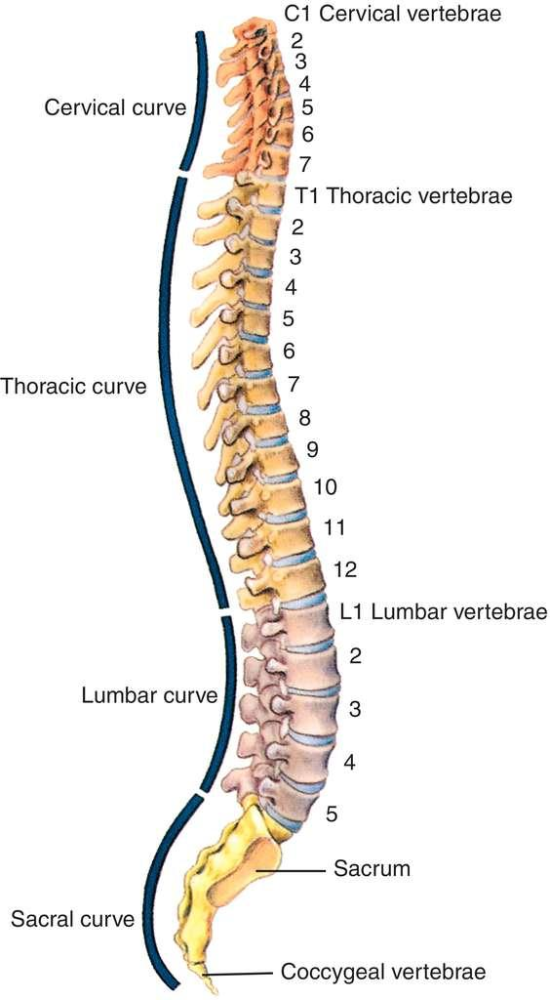 C1 Cervical vertebrae
2
3
4
Cervical curve
5
6
7
T1 Thoracic vertebrae
2
3
4
5
6
Thoracic curve
7
8
9
10
11
12
L1 Lumbar vertebrae
2
Lumbar curve
3
4
5
Sacrum
Sacral curve
Coccygeal vertebrae